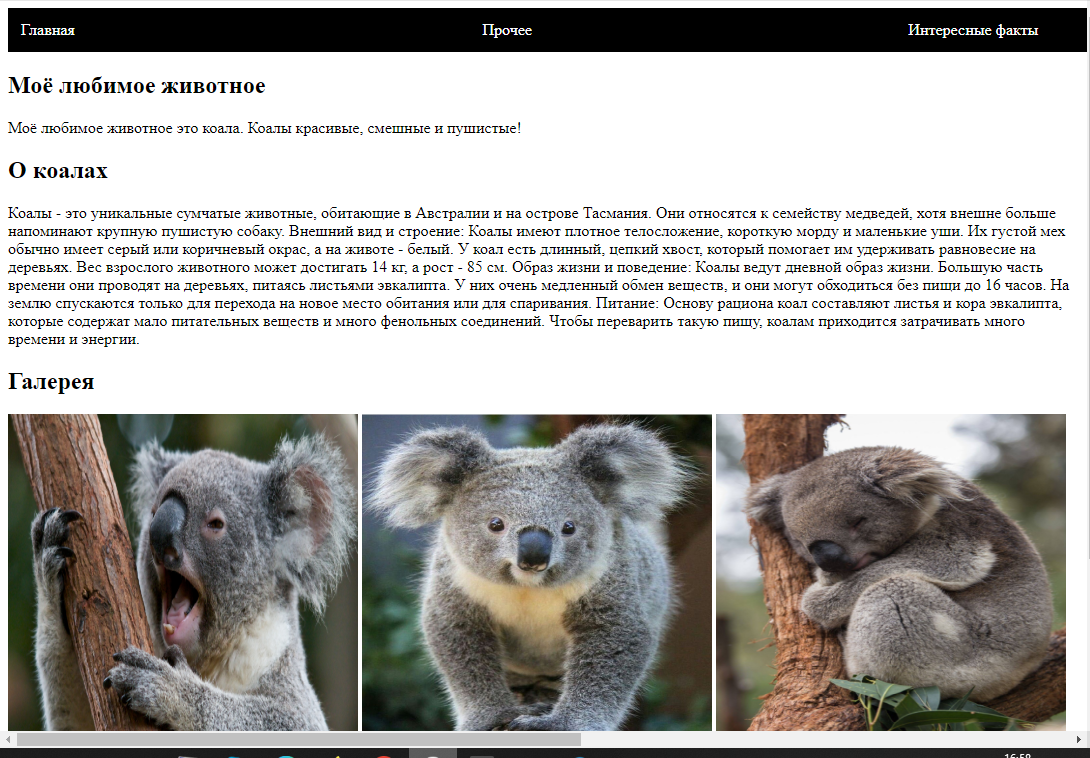 Главная Прочее Интересные факты
Моё любимое животное
Моё любимое животное это коала. Коалы красивые, смешные и пушистые!
О коалах
Коалы - это уникальные сумчатые животные, обитающие в Австралии и на острове Тасмания. Они относятся к семейству медведей, хотя внешне больше
напоминают крупную пушистую собаку. Внешний вид и строение: Коалы имеют плотное телосложение, короткую морду и маленькие уши. Их густой мех
обычно имеет серый или коричневый окрас, а на животе - белый. У коал есть длинный, цепкий хвост, который помогает им удерживать равновесие на
деревьях. Вес взрослого животного может достигать 14 кг, а рост - 85 см. Образ жизни и поведение: Коалы ведут дневной образ жизни. Большую часть
времени они проводят на деревьях, питаясь листьями эвкалипта. У них очень медленный обмен веществ, и они могут обходиться без пищи до 16 часов. На
землю спускаются только для перехода на новое место обитания или для спаривания. Питание: Основу рациона коал составляют листья и кора эвкалипта,
которые содержат мало питательных веществ и много фенольных соединений. Чтобы переварить такую пищу, коалам приходится затрачивать много
времени и энергии.
Галерея